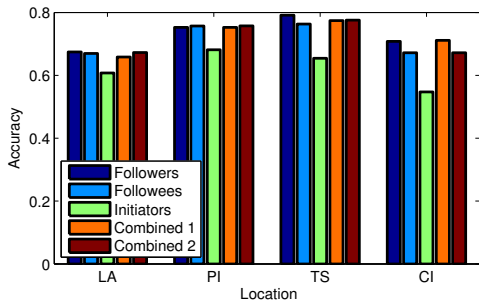 0.8
0.6
0.4
0.2
0
Accuracy
Followers
Followees
Initiators
Combined 1
Combined 2
LA PI TS CI
Location